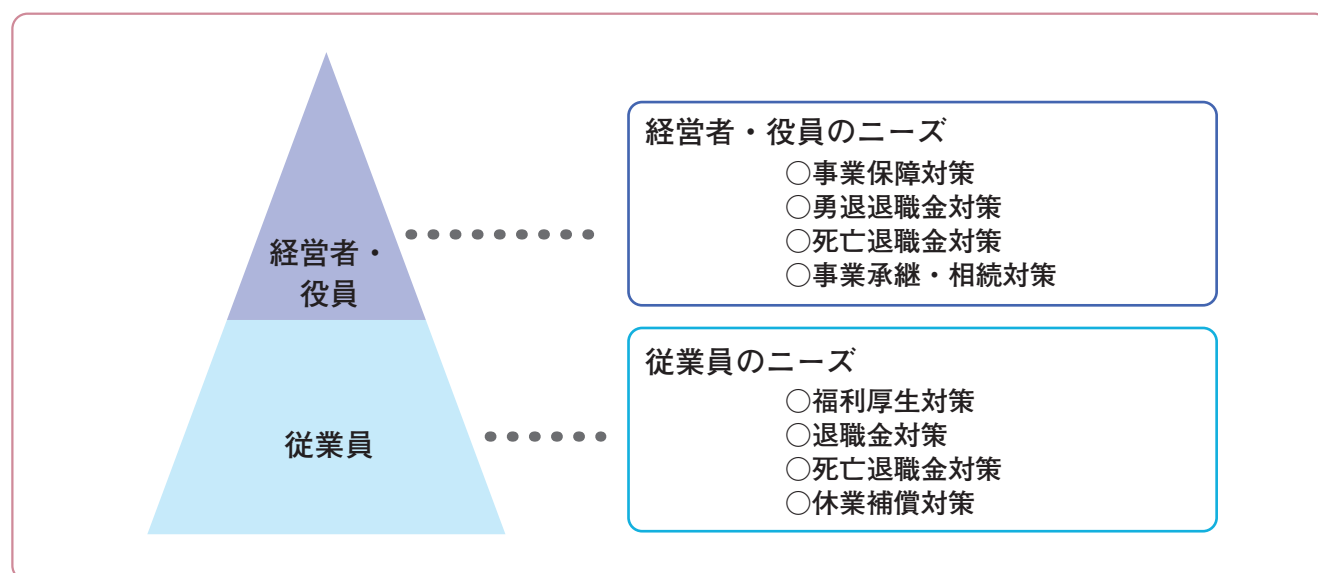 経営者・
役員
従業員
経営者・役員のニーズ
○事業保障対策
○勇退退職金対策
○死亡退職金対策
○事業承継・相続対策
従業員のニーズ
○福利厚生対策
○退職金対策
○死亡退職金対策
○休業補償対策